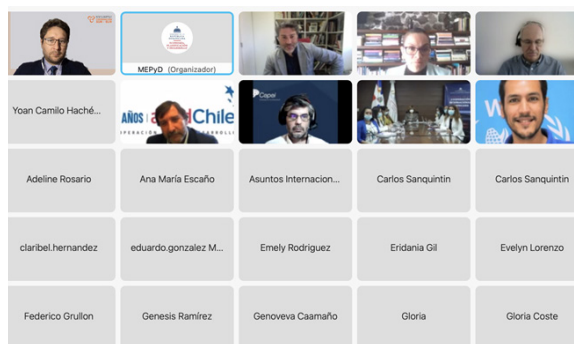 MEPyD (Organizador)
Yoan Camilo Haché...
AÑOS
Chile
Capel
Adeline Rosario
Ana María Escaño
Asuntos Internacion...
Carlos Sanquintin
Carlos Sanquintin
claribel.hernandez
eduardo.gonzalez M...
Emely Rodriguez
Eridania Gil
Evelyn Lorenzo
Federico Grullon
Genesis Ramírez
Genoveva Caamaño
Gloria
Gloria Coste